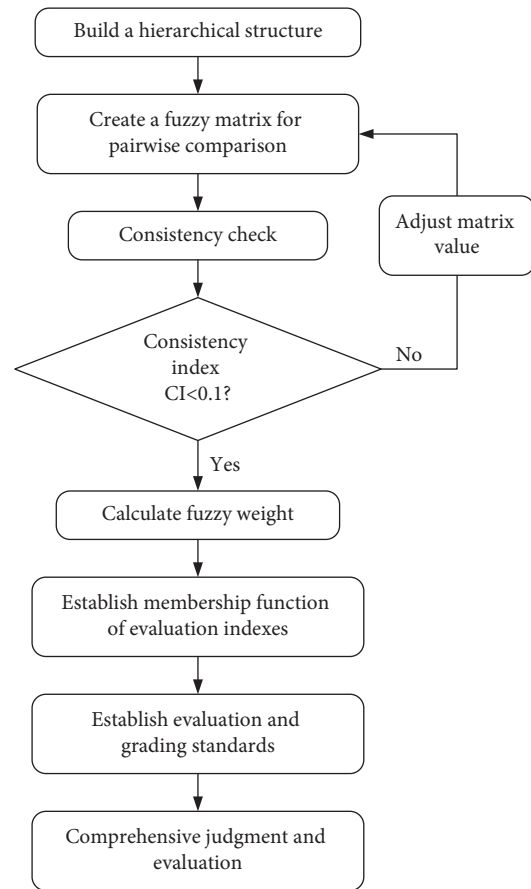 Build a hierarchical structure
Create a fuzzy matrix for
pairwise comparison
Consistency check
Adjust matrix
value
Consistency
index
CI<0.1?
No
Yes
Calculate fuzzy weight
Establish membership function
of evaluation indexes
Establish evaluation and
grading standards
Comprehensive judgment and
evaluation